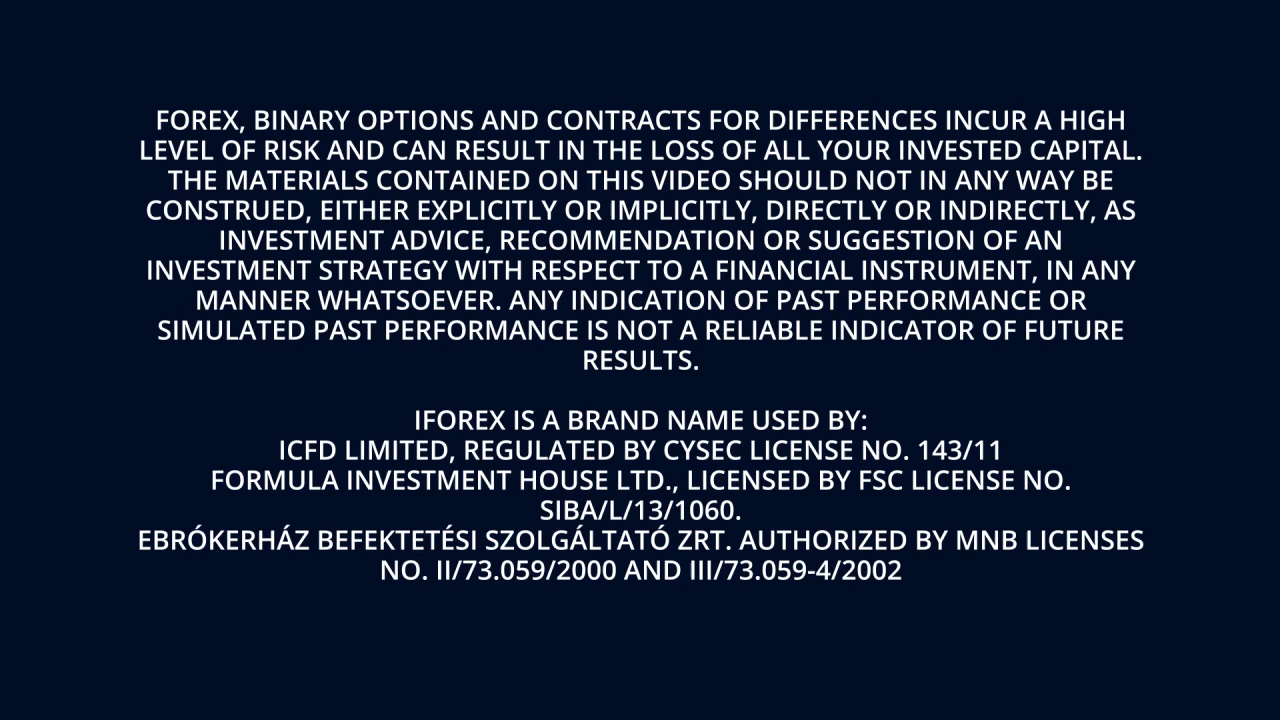 FOREX, BINARY OPTIONS AND CONTRACTS FOR DIFFERENCES INCUR A HIGH
LEVEL OF RISK AND CAN RESULT IN THE LOSS OF ALL YOUR INVESTED CAPITAL.
THE MATERIALS CONTAINED ON THIS VIDEO SHOULD NOT IN ANY WAY BE
CONSTRUED, EITHER EXPLICITLY OR IMPLICITLY, DIRECTLY OR INDIRECTLY, AS
INVESTMENT ADVICE, RECOMMENDATION OR SUGGESTION OF AN
INVESTMENT STRATEGY WITH RESPECT TO A FINANCIAL INSTRUMENT, IN ANY
MANNER WHATSOEVER. ANY INDICATION OF PAST PERFORMANCE OR
SIMULATED PAST PERFORMANCE IS NOT A RELIABLE INDICATOR OF FUTURE
RESULTS.
IFOREX IS A BRAND NAME USED BY:
ICFD LIMITED, REGULATED BY CYSEC LICENSE NO. 143/11
FORMULA INVESTMENT HOUSE LTD., LICENSED BY FSC LICENSE NO.
SIBA/L/13/1060.
EBRÓKERHÁZ BEFEKTETÉSI SZOLGÁLTATÓ ZRT. AUTHORIZED BY MNB LICENSES
NO. II/73.059/2000 AND III/73.059-4/2002